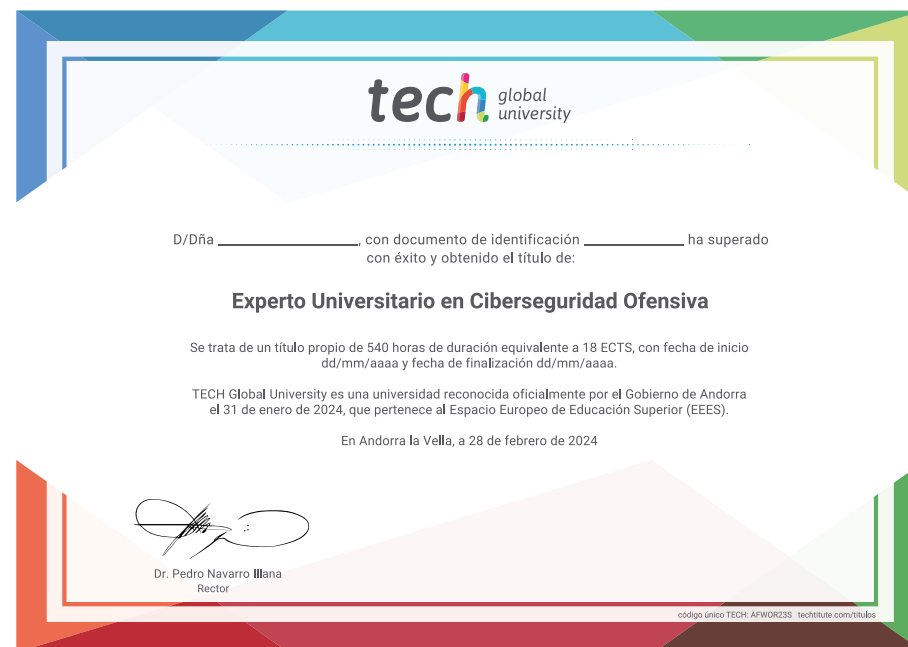 tech global university
D/Dña ____________________, con documento de identificación ______________ ha superado
con éxito y obtenido el título de:
Experto Universitario en Ciberseguridad Ofensiva
Se trata de un título propio de 540 horas de duración equivalente a 18 ECTS, con fecha de inicio
dd/mm/aaaa y fecha de finalización dd/mm/aaaa.
TECH Global University es una universidad reconocida oficialmente por el Gobierno de Andorra
el 31 de enero de 2024, que pertenece al Espacio Europeo de Educación Superior (EEES).
En Andorra la Vella, a 28 de febrero de 2024
Dr. Pedro Navarro Illana
Rector
código único TECH: AFWOR23S techtitute.com/titulos